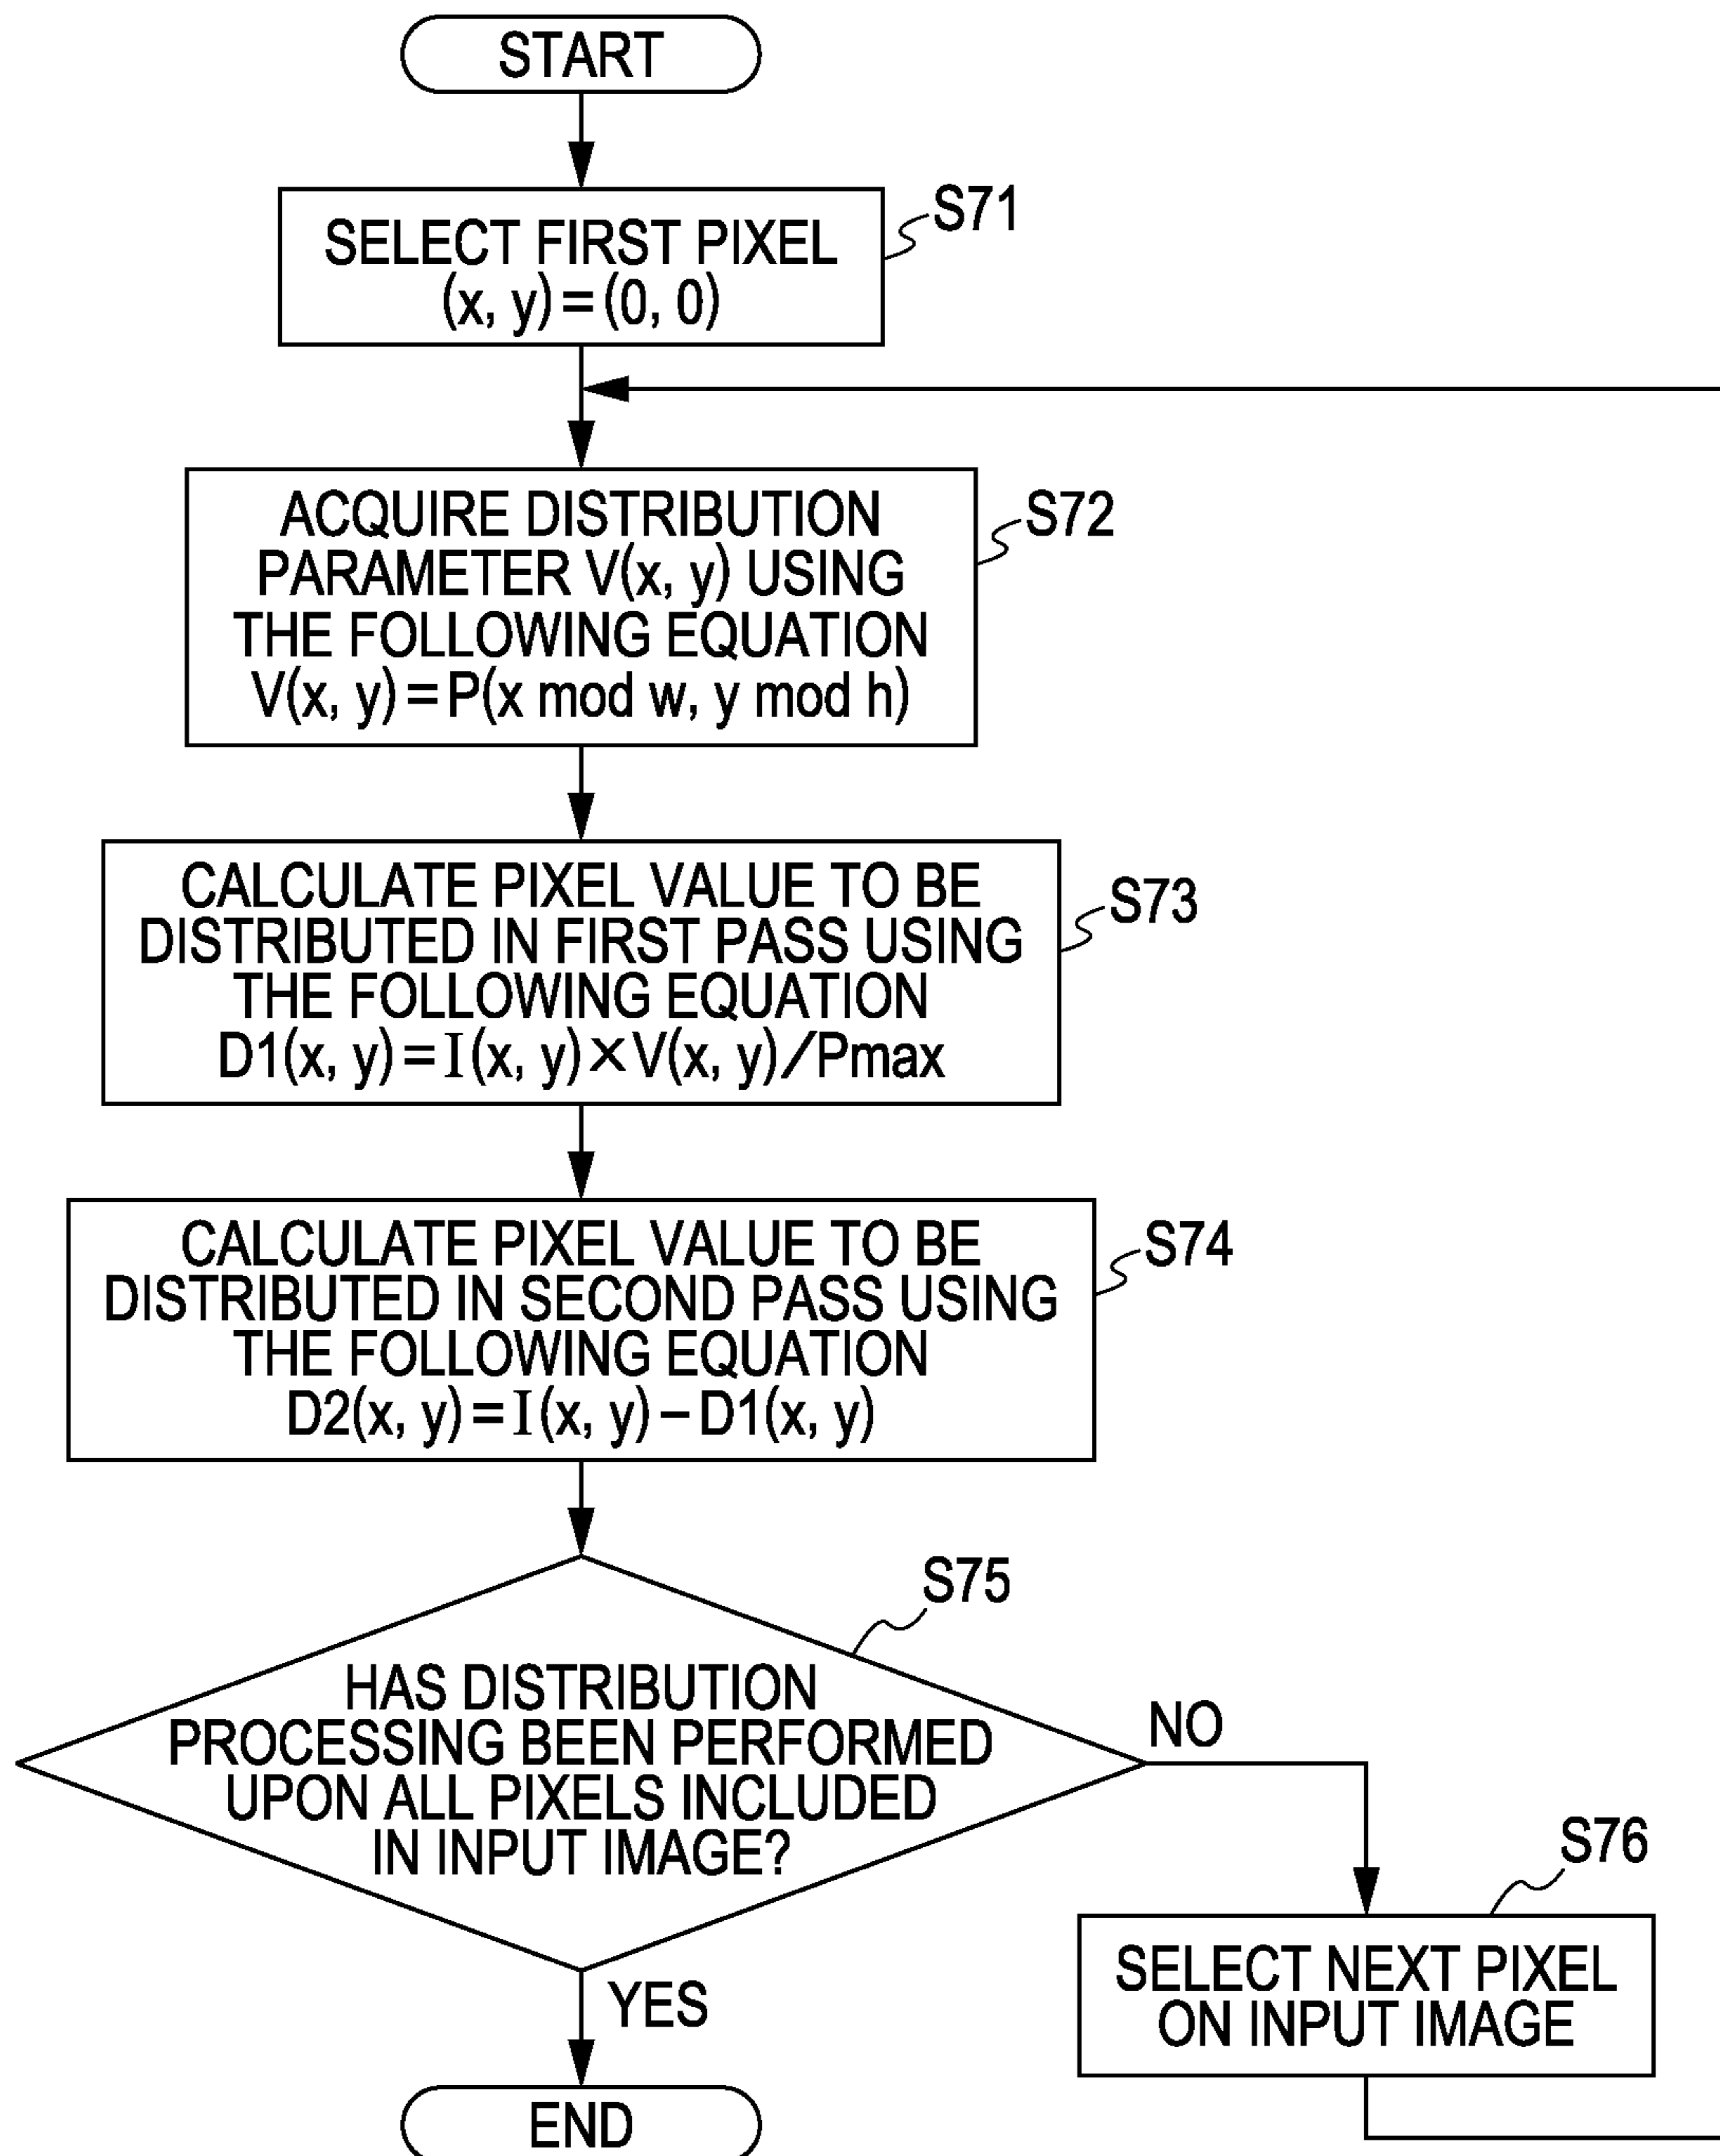 START
SELECT FIRST PIXEL
(x, y) = (0, 0)
S71
ACQUIRE DISTRIBUTION
PARAMETER V(x, y) USING
THE FOLLOWING EQUATION
V(x, y) = P(x mod w, y mod h)
S72
CALCULATE PIXEL VALUE TO BE
DISTRIBUTED IN FIRST PASS USING
THE FOLLOWING EQUATION
D1(x, y) = I(x, y) × V(x, y)/Pmax
S73
CALCULATE PIXEL VALUE TO BE
DISTRIBUTED IN SECOND PASS USING
THE FOLLOWING EQUATION
D2(x, y) = I(x, y) − D1(x, y)
S74
S75
HAS DISTRIBUTION
PROCESSING BEEN PERFORMED
UPON ALL PIXELS INCLUDED
IN INPUT IMAGE?
NO
S76
SELECT NEXT PIXEL
ON INPUT IMAGE
YES
END